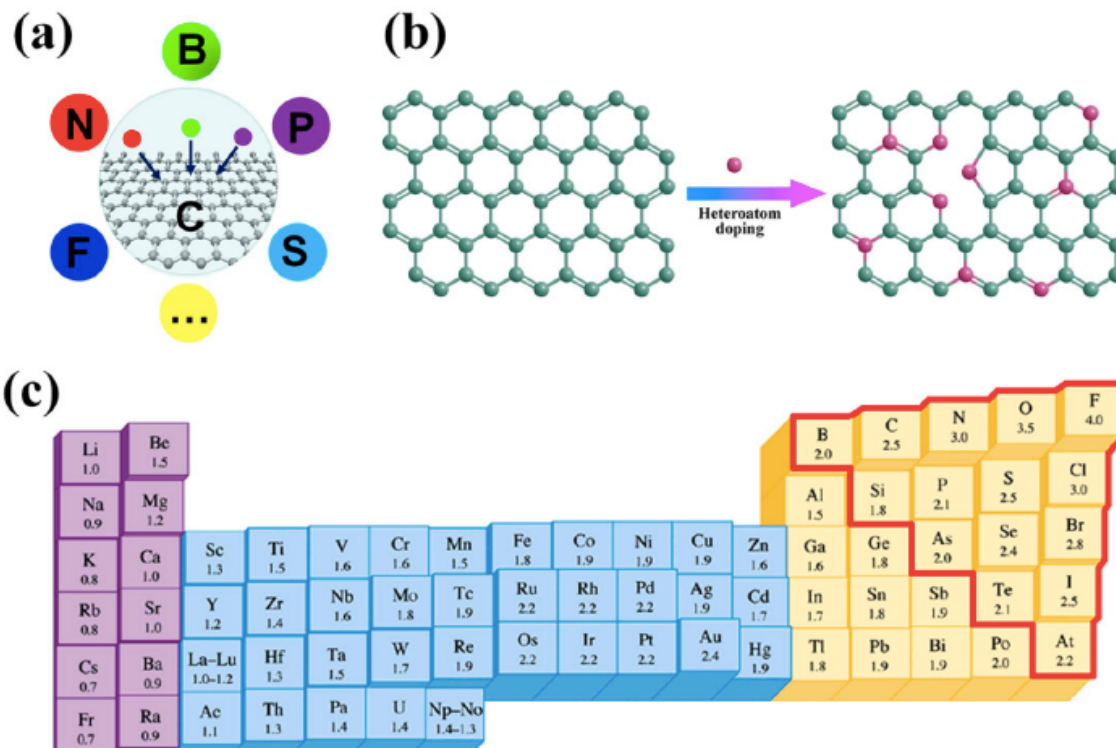 (a)
B
N
P
C
F
S
...
(b)
Heteroatom
doping
(c)
Li Be B C N O F
1.0 1.5 2.0 2.5 3.0 3.5 4.0
Na Mg Al Si P S Cl
0.9 1.2 1.5 1.8 2.1 2.5 3.0
K Ca Sc Ti V Cr Mn Fe Co Ni Cu Zn Ga Ge As Se Br
0.8 1.0 1.3 1.5 1.6 1.6 1.5 1.8 1.9 1.9 1.9 1.6 1.6 1.8 2.0 2.4 2.8
Rb Sr Y Zr Nb Mo Tc Ru Rh Pd Ag Cd In Sn Sb Te I
0.8 1.0 1.2 1.4 1.6 1.8 1.9 2.2 2.2 2.2 1.9 1.7 1.7 1.8 1.9 2.1 2.5
Cs Ba La–Lu Hf Ta W Re Os Ir Pt Au Hg Tl Pb Bi Po At
0.7 0.9 1.0–1.2 1.3 1.5 1.7 1.9 2.2 2.2 2.2 2.4 1.9 1.8 1.9 1.9 2.0 2.2
Fr Ra Ac Th Pa U Np–No
0.7 0.9 1.1 1.3 1.4 1.4 1.4–1.3